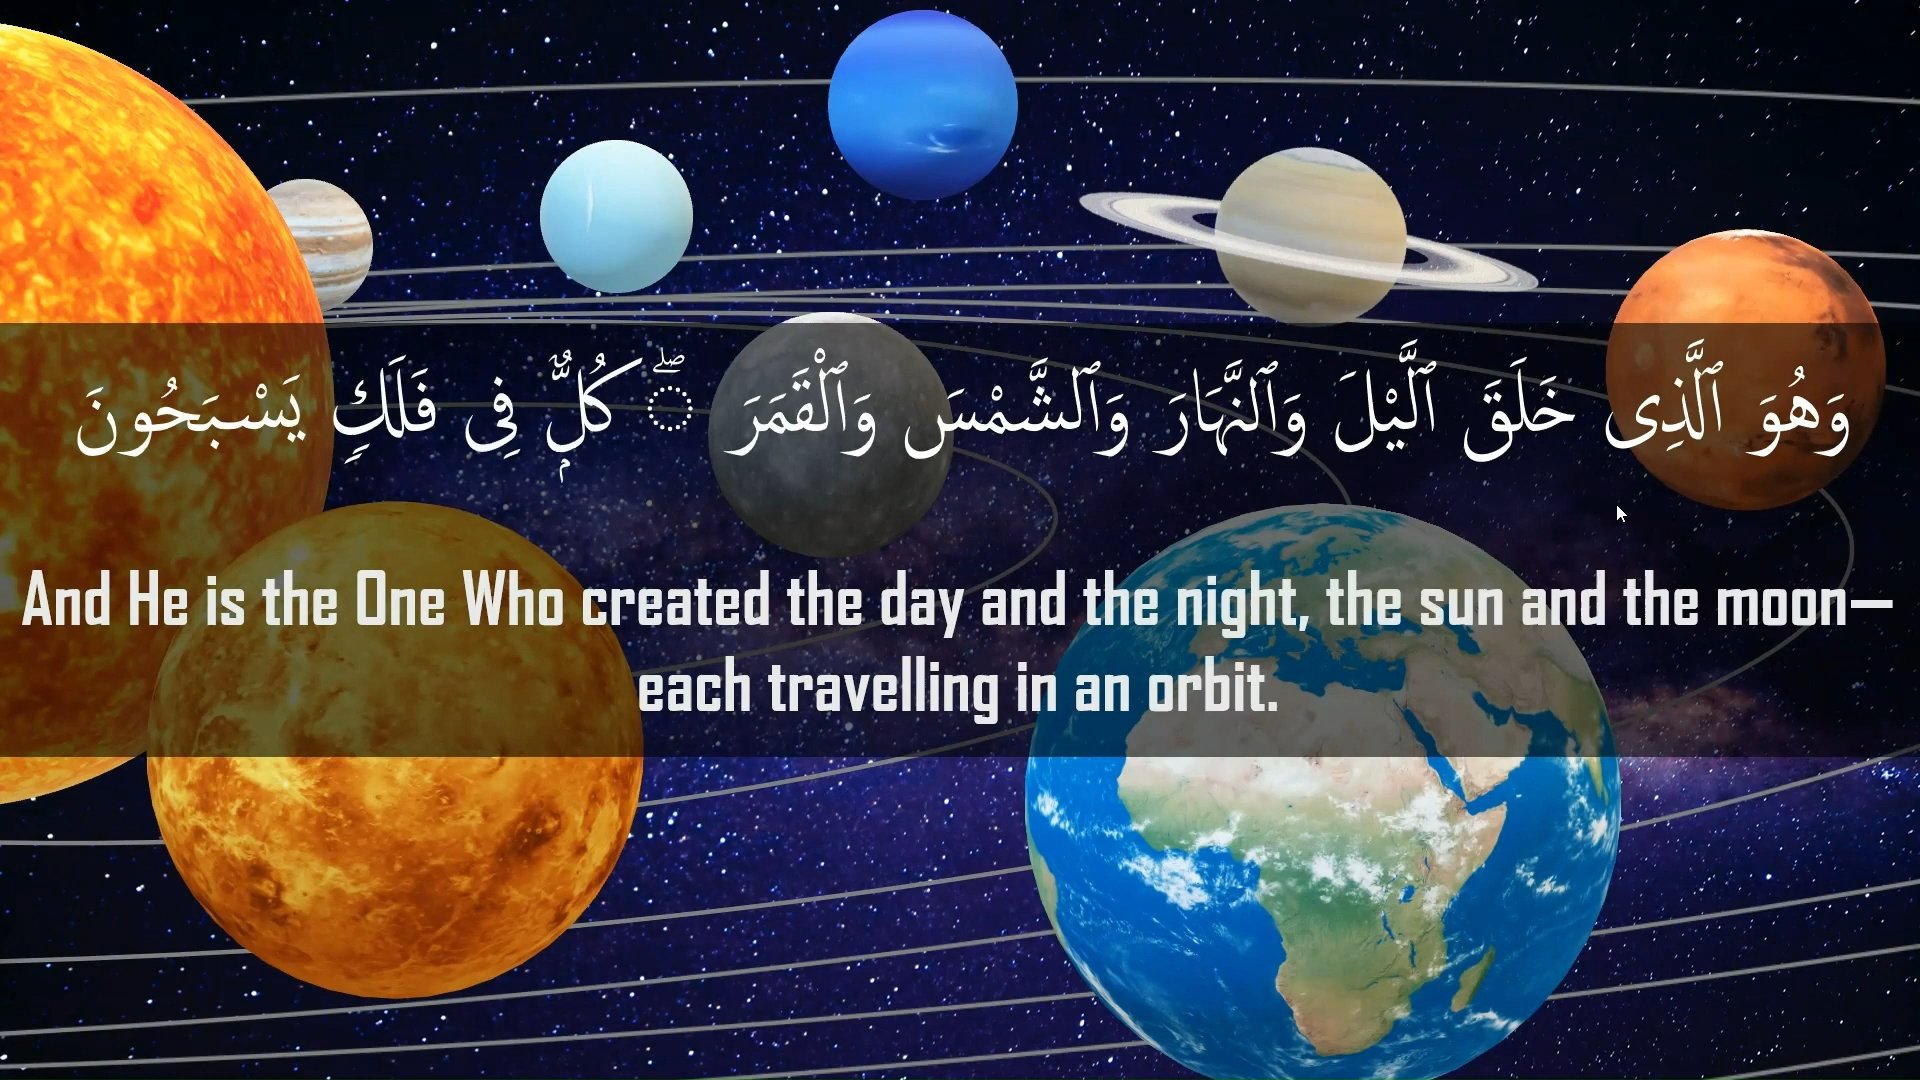 وَهُوَ ٱلَّذِى خَلَقَ ٱلَّيْلَ وَٱلنَّهَارَ وَٱلشَّمْسَ وَٱلْقَمَرَ ۖ كُلٌّۭ فِى فَلَكٍۢ يَسْبَحُونَ
And He is the One Who created the day and the night, the sun and the moon—
each travelling in an orbit.